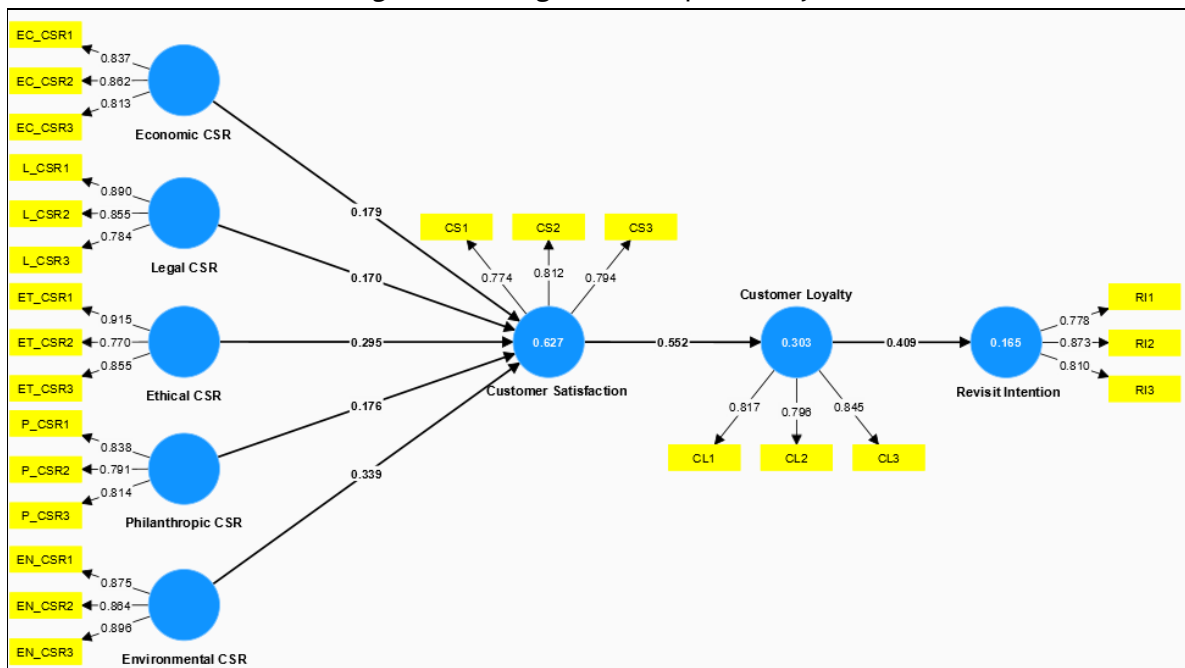 EC_CSR1
0.837
EC_CSR2
0.862
EC_CSR3
0.813
Economic CSR
L_CSR1
0.890
L_CSR2
0.855
L_CSR3
0.784
Legal CSR
ET_CSR1
0.915
ET_CSR2
0.770
ET_CSR3
0.855
Ethical CSR
P_CSR1
0.838
P_CSR2
0.791
P_CSR3
0.814
Philanthropic CSR
EN_CSR1
0.875
EN_CSR2
0.864
EN_CSR3
0.896
Environmental CSR
0.179
0.170
0.295
0.176
0.339
CS1
CS2
CS3
0.774
0.812
0.794
0.627
Customer Satisfaction
0.552
Customer Loyalty
0.303
0.817
0.796
0.845
CL1
CL2
CL3
0.409
0.165
Revisit Intention
0.778
RI1
0.873
RI2
0.810
RI3